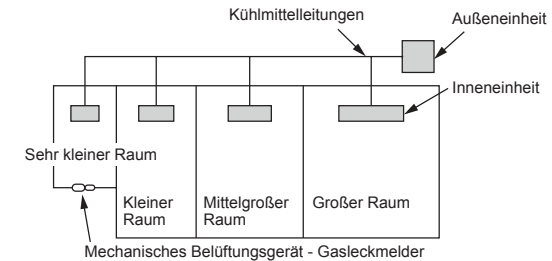 Kühlmittelleitungen
Außeneinheit
Inneneinheit
Sehr kleiner Raum
Kleiner
Raum
Mittelgroßer
Raum
Großer Raum
Mechanisches Belüftungsgerät - Gasleckmelder